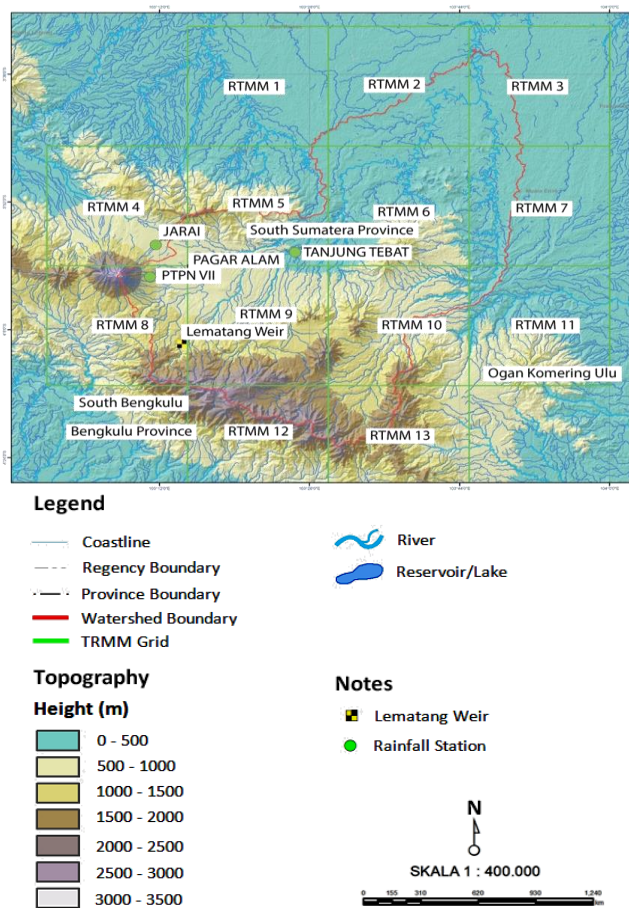 RTMM 1
RTMM 2
RTMM 3
RTMM 4
RTMM 5
RTMM 6
RTMM 7
JARAI
South Sumatera Province
TANJUNG TEBAT
PAGAR ALAM
PTPN VII
RTMM 8
RTMM 9
RTMM 10
RTMM 11
Lematang Weir
Ogan Komering Ulu
South Bengkulu
Bengkulu Province
RTMM 12
RTMM 13
Legend
Coastline
Regency Boundary
Province Boundary
Watershed Boundary
TRMM Grid
River
Reservoir/Lake
Topography
Height (m)
0 - 500
500 - 1000
1000 - 1500
1500 - 2000
2000 - 2500
2500 - 3000
3000 - 3500
Notes
Lematang Weir
Rainfall Station
N
SKALA 1 : 400.000
0 155 310 620 930 1,240
km